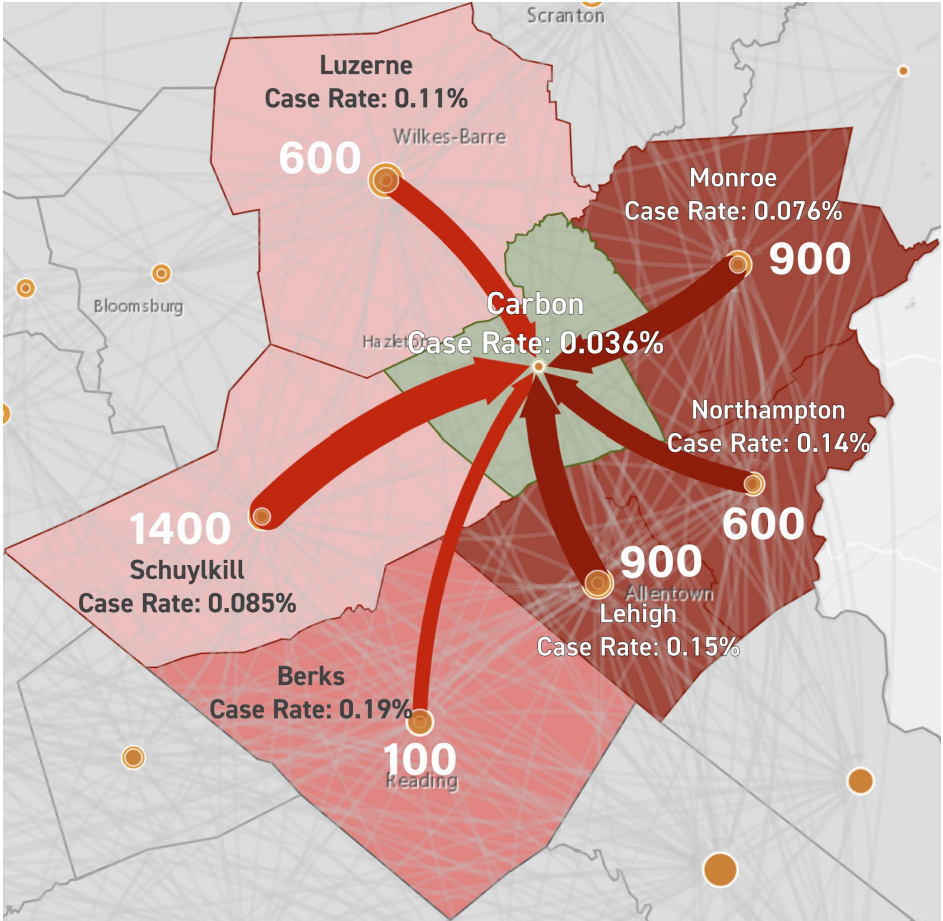 Scranton
Luzerne
Case Rate: 0.11%
Wilkes-Barre
600
Monroe
Case Rate: 0.076%
900
Bloomsburg
Carbon
Hazleton
Case Rate: 0.036%
Northampton
Case Rate: 0.14%
1400
600
Schuylkill
Case Rate: 0.085%
900
Allentown
Lehigh
Case Rate: 0.15%
Berks
Case Rate: 0.19%
100
Reading